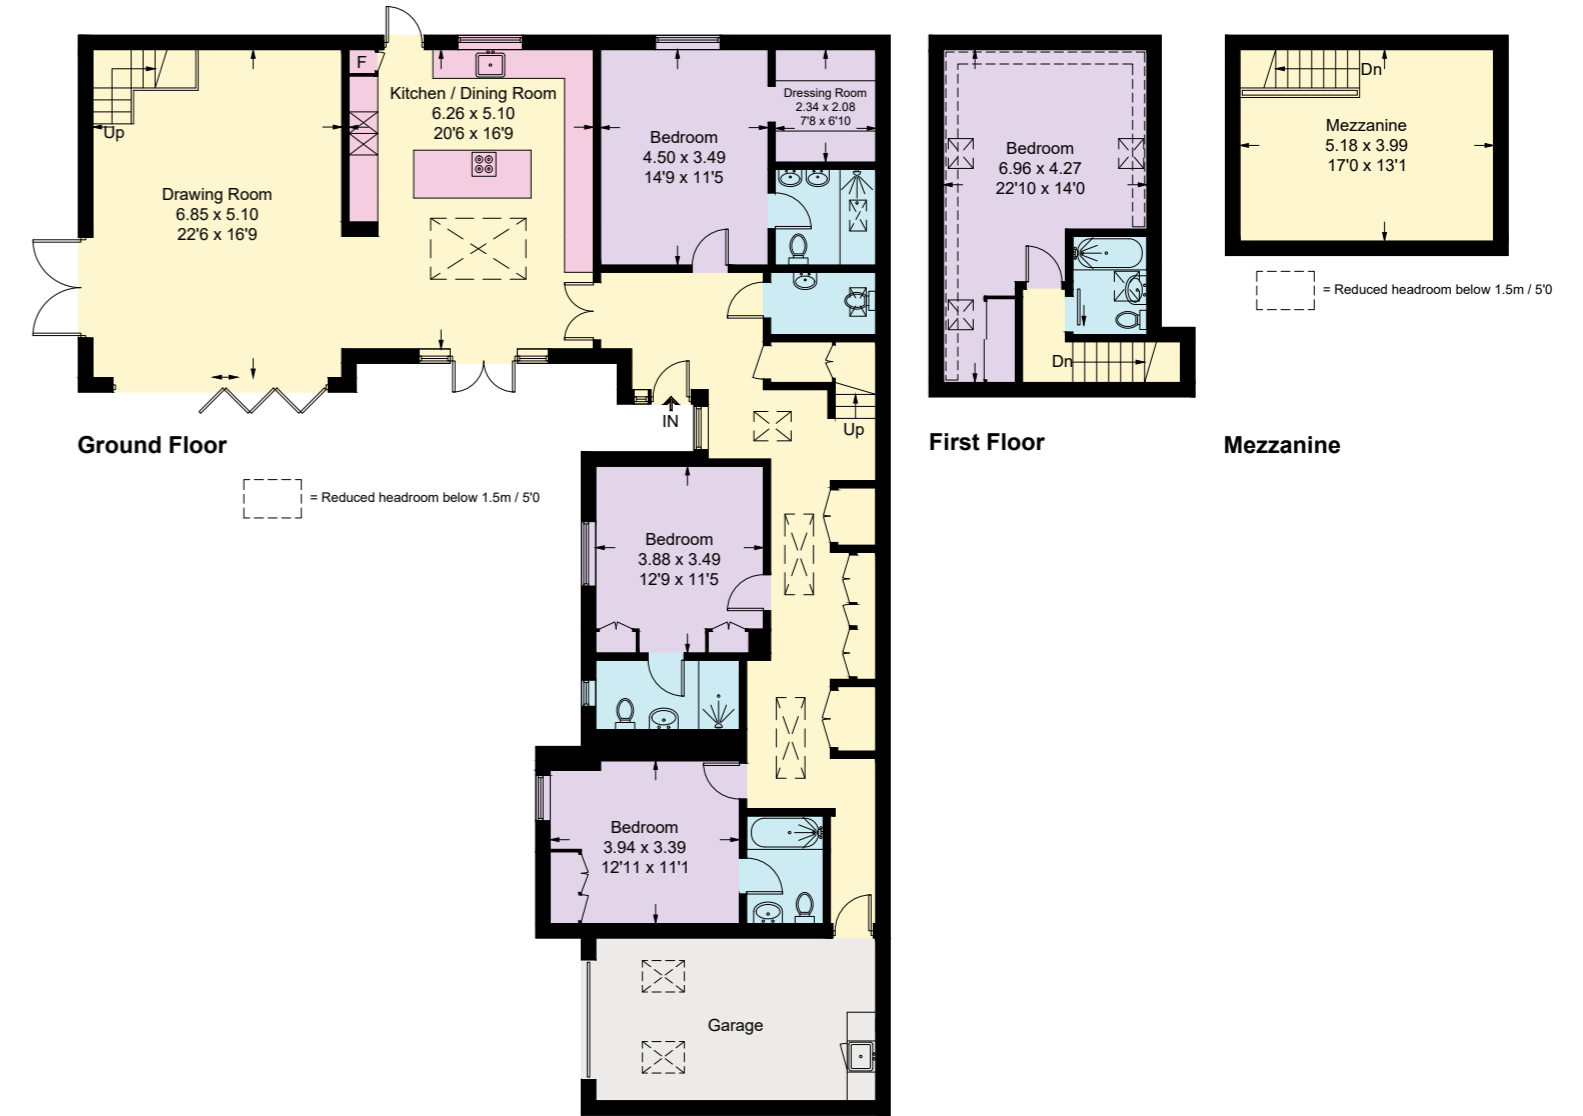 F
Up
Kitchen / Dining Room
6.26 x 5.10
20'6 x 16'9
Drawing Room
6.85 x 5.10
22'6 x 16'9
Bedroom
4.50 x 3.49
14'9 x 11'5
Dressing Room
2.34 x 2.08
7'8 x 6'10
IN
Up
Ground Floor
= Reduced headroom below 1.5m / 5'0
Bedroom
3.88 x 3.49
12'9 x 11'5
Bedroom
3.94 x 3.39
12'11 x 11'1
Garage
Bedroom
6.96 x 4.27
22'10 x 14'0
Dn
First Floor
Dn
Mezzanine
5.18 x 3.99
17'0 x 13'1
= Reduced headroom below 1.5m / 5'0
Mezzanine